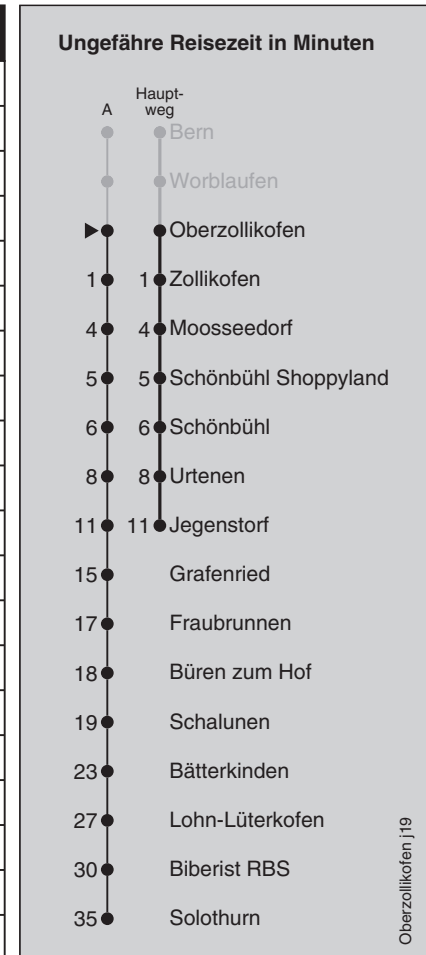 Ungefähre Reisezeit in Minuten
A Haupt-
weg
Bern
Worblaufen
Oberzollikofen
1 1 Zollikofen
4 4 Moosseedorf
5 5 Schönbühl Shoppyland
6 6 Schönbühl
8 8 Urtenen
11 11 Jegenstorf
15 Grafenried
17 Fraubrunnen
18 Büren zum Hof
19 Schalunen
23 Bätterkinden
27 Lohn-Lüterkofen
30 Biberist RBS
35 Solothurn
Oberzollikofen j19